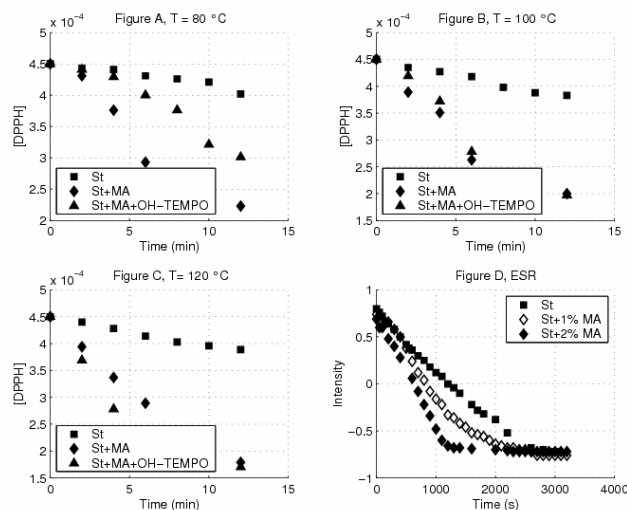 Figure A, T = 80 °C
x 10⁻⁴
5
4.5
4
3.5
3
2.5
2
[DPPH]
St
St+MA
St+MA+OH−TEMPO
0 5 10 15
Time (min)
Figure B, T = 100 °C
x 10⁻⁴
5
4.5
4
3.5
3
2.5
2
1.5
[DPPH]
St
St+MA
St+MA+OH−TEMPO
0 5 10 15
Time (min)
Figure C, T= 120 °C
x 10⁻⁴
5
4.5
4
3.5
3
2.5
2
1.5
[DPPH]
St
St+MA
St+MA+OH−TEMPO
0 5 10 15
Time (min)
Figure D, ESR
1
0.5
0
−0.5
−1
Intensity
St
St+1% MA
St+2% MA
0 1000 2000 3000 4000
Time (s)